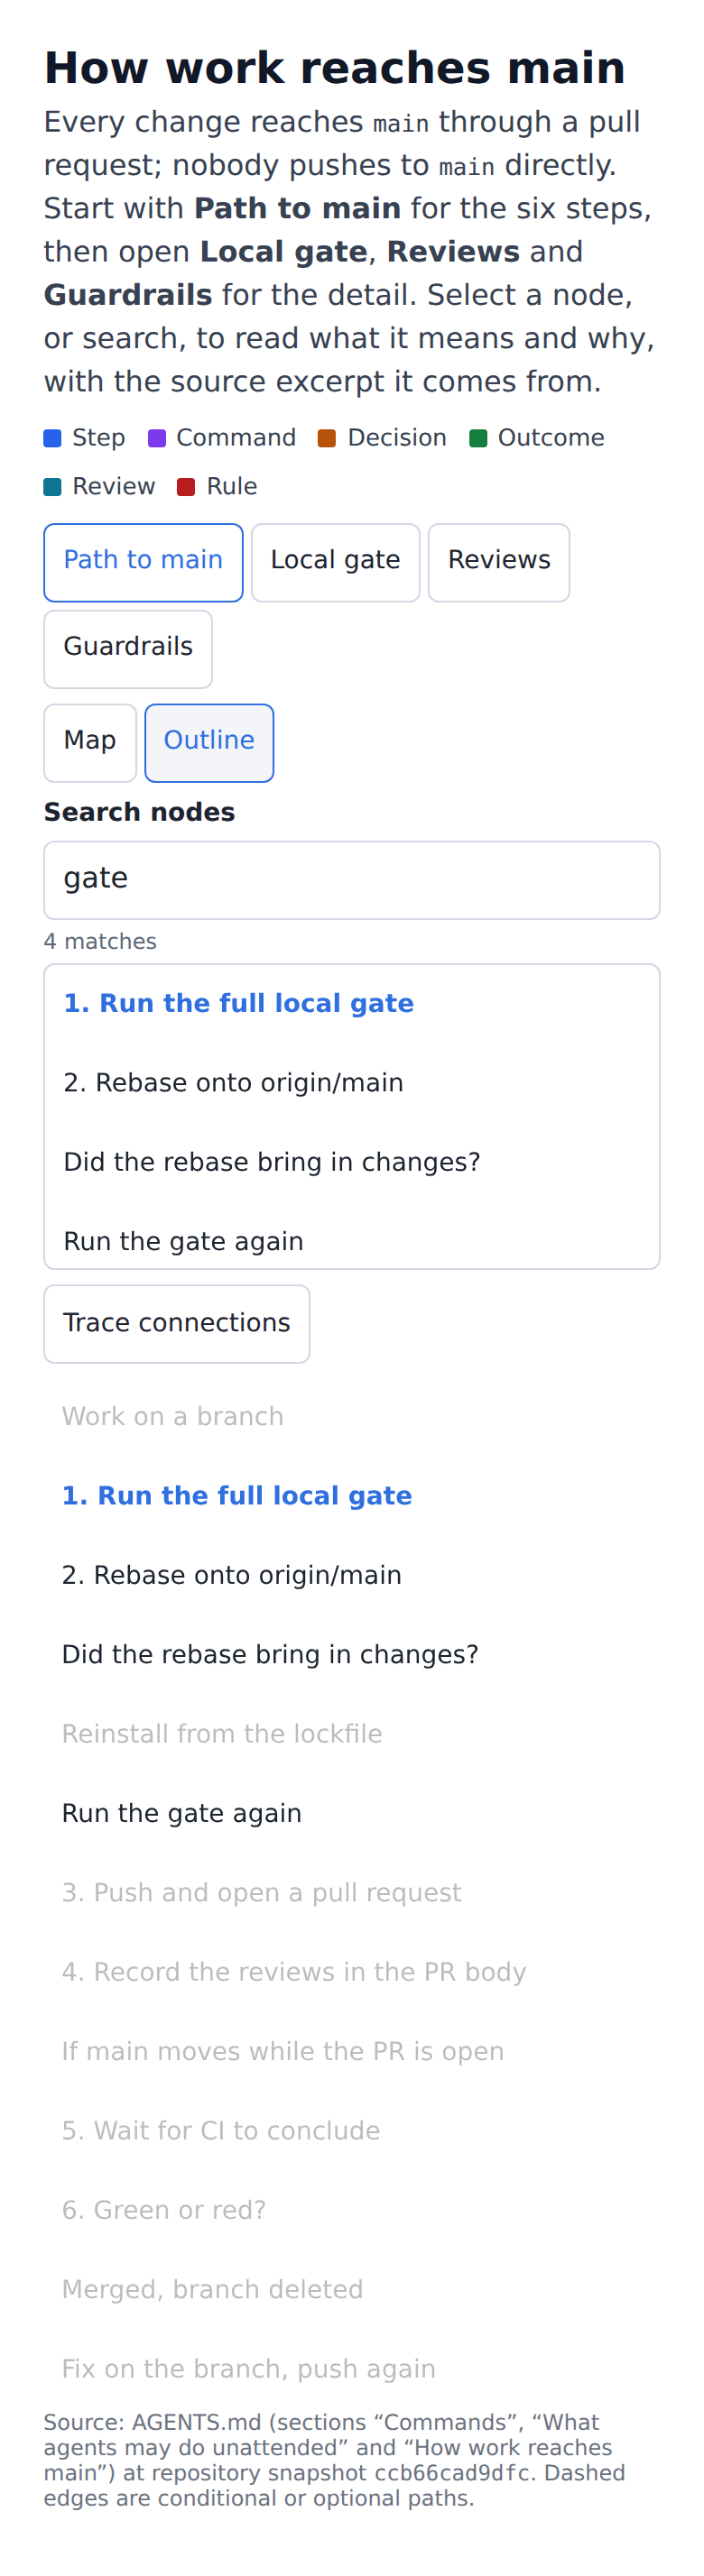 How work reaches main
Every change reaches main through a pull
request; nobody pushes to main directly.
Start with Path to main for the six steps,
then open Local gate, Reviews and
Guardrails for the detail. Select a node,
or search, to read what it means and why,
with the source excerpt it comes from.
Step Command Decision Outcome
Review Rule
Path to main Local gate Reviews
Guardrails
Map Outline
Search nodes
gate
4 matches
1. Run the full local gate
2. Rebase onto origin/main
Did the rebase bring in changes?
Run the gate again
Trace connections
Work on a branch
1. Run the full local gate
2. Rebase onto origin/main
Did the rebase bring in changes?
Reinstall from the lockfile
Run the gate again
3. Push and open a pull request
4. Record the reviews in the PR body
If main moves while the PR is open
5. Wait for CI to conclude
6. Green or red?
Merged, branch deleted
Fix on the branch, push again
Source: AGENTS.md (sections “Commands”, “What
agents may do unattended” and “How work reaches
main”) at repository snapshot ccb66cad9dfc. Dashed
edges are conditional or optional paths.